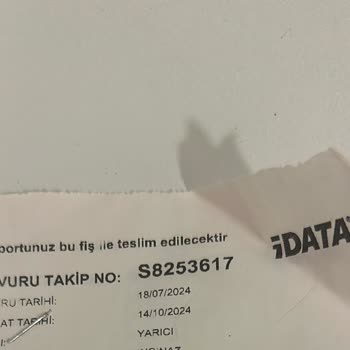 portunuz bu fiş ile teslim edilecektir
iDATA
VURU TAKİP NO: S8253617
RU TARİHİ: 18/07/2024
AT TARİHİ: 14/10/2024
YARICI